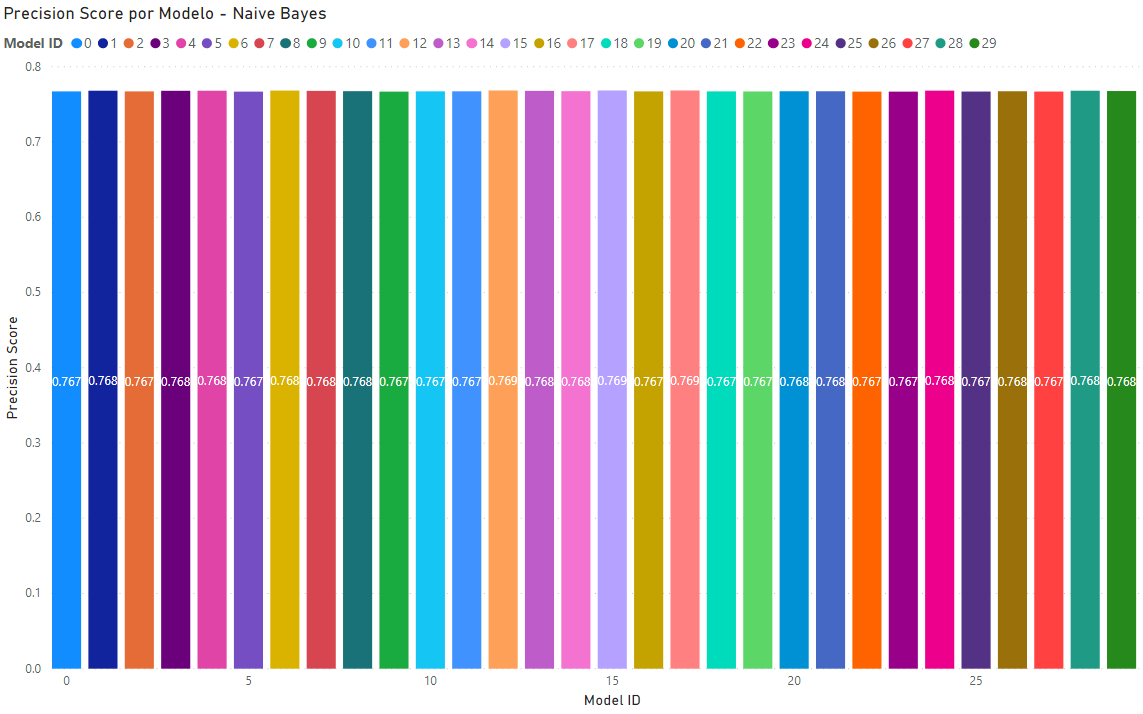 Precision Score por Modelo - Naive Bayes
Model ID 0 1 2 3 4 5 6 7 8 9 10 11 12 13 14 15 16 17 18 19 20 21 22 23 24 25 26 27 28 29
0.8
0.7
0.6
0.5
0.4
0.3
0.2
0.1
0.0
Precision Score
0.767 0.768 0.767 0.768 0.768 0.767 0.768 0.768 0.768 0.767 0.767 0.767 0.769 0.768 0.768 0.769 0.767 0.769 0.767 0.767 0.768 0.768 0.767 0.767 0.768 0.767 0.768 0.767 0.768 0.768
0 5 10 15 20 25
Model ID